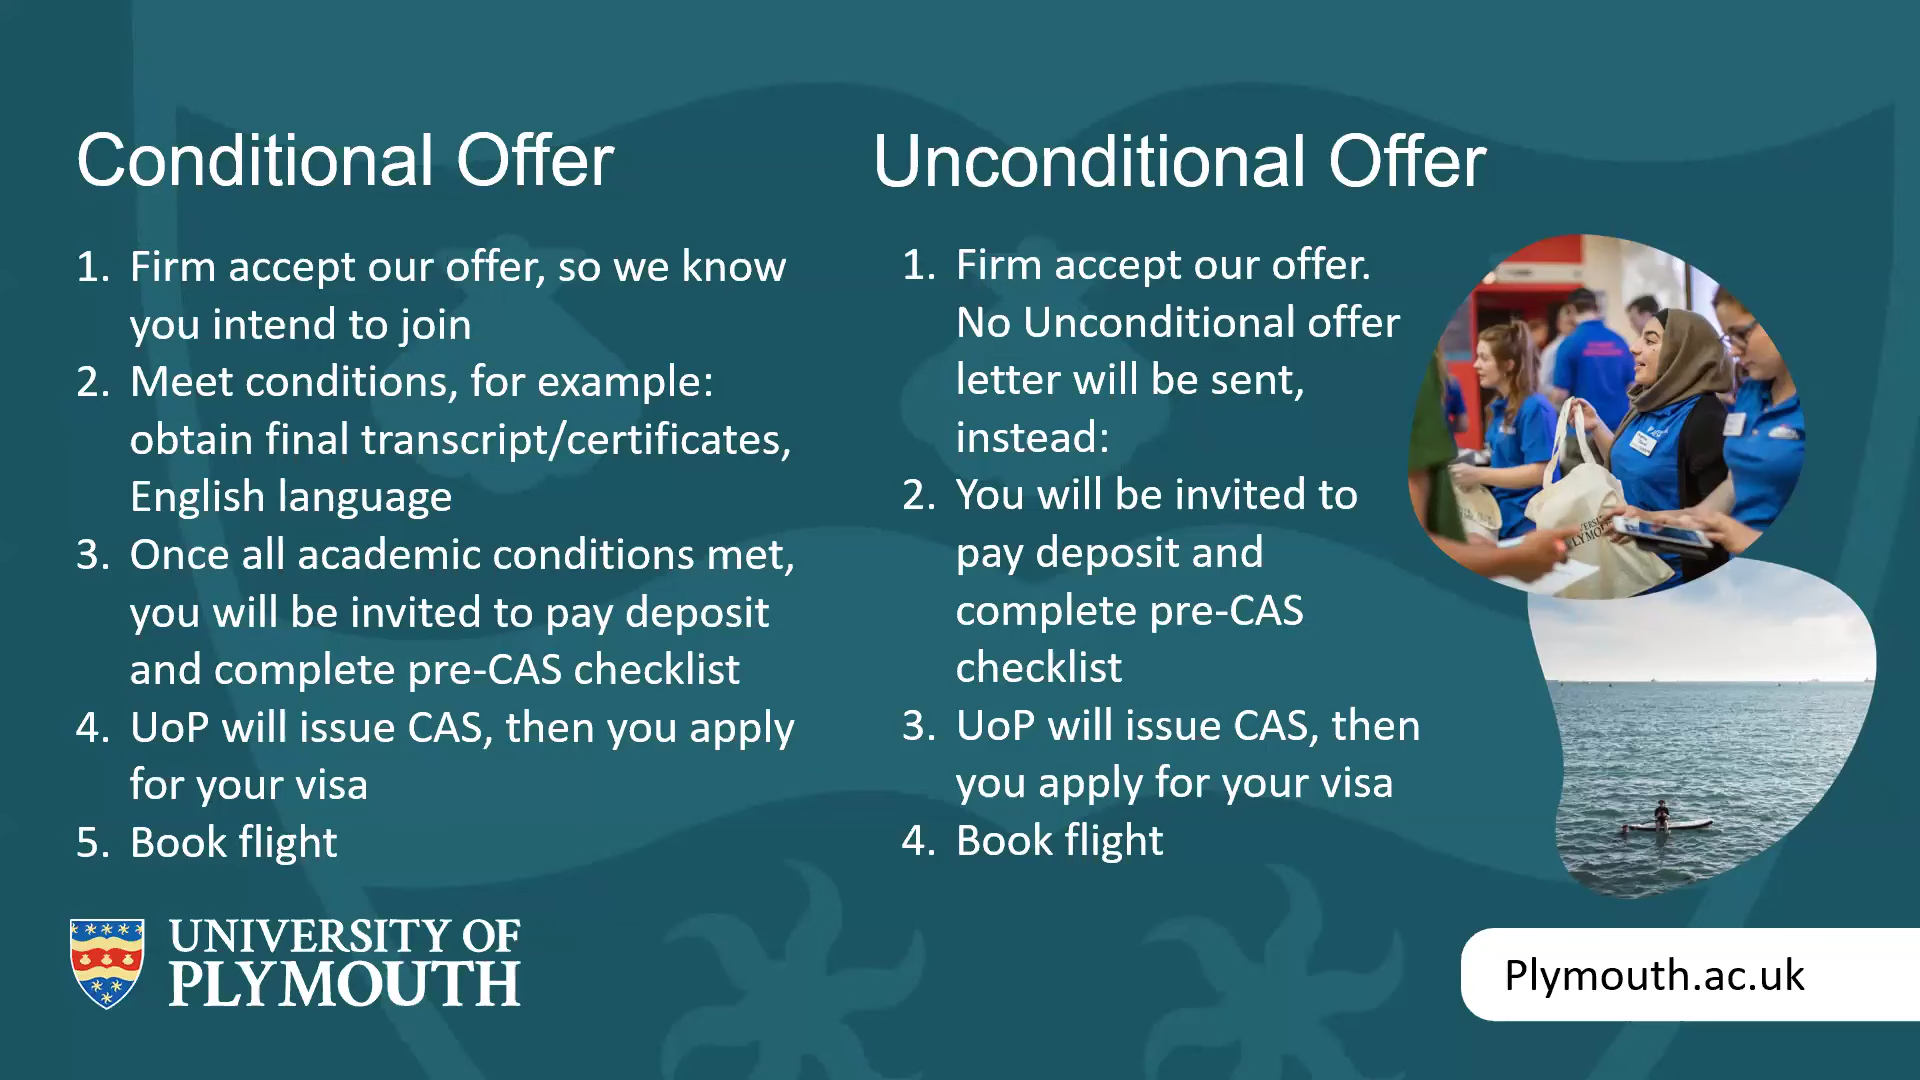 Conditional Offer
1. Firm accept our offer, so we know
you intend to join
2. Meet conditions, for example:
obtain final transcript/certificates,
English language
3. Once all academic conditions met,
you will be invited to pay deposit
and complete pre-CAS checklist
4. UoP will issue CAS, then you apply
for your visa
5. Book flight
Unconditional Offer
1. Firm accept our offer.
No Unconditional offer
letter will be sent,
instead:
2. You will be invited to
pay deposit and
complete pre-CAS
checklist
3. UoP will issue CAS, then
you apply for your visa
4. Book flight
UNIVERSITY OF
PLYMOUTH
Plymouth.ac.uk